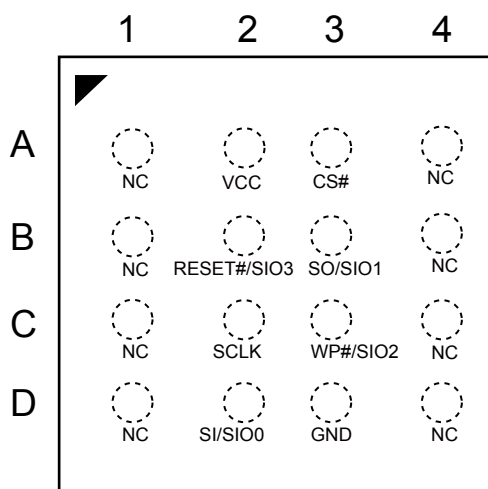 1 2 3 4
A
NC VCC CS# NC
B
NC RESET#/SIO3 SO/SIO1 NC
C
NC SCLK WP#/SIO2 NC
D
NC SI/SIO0 GND NC